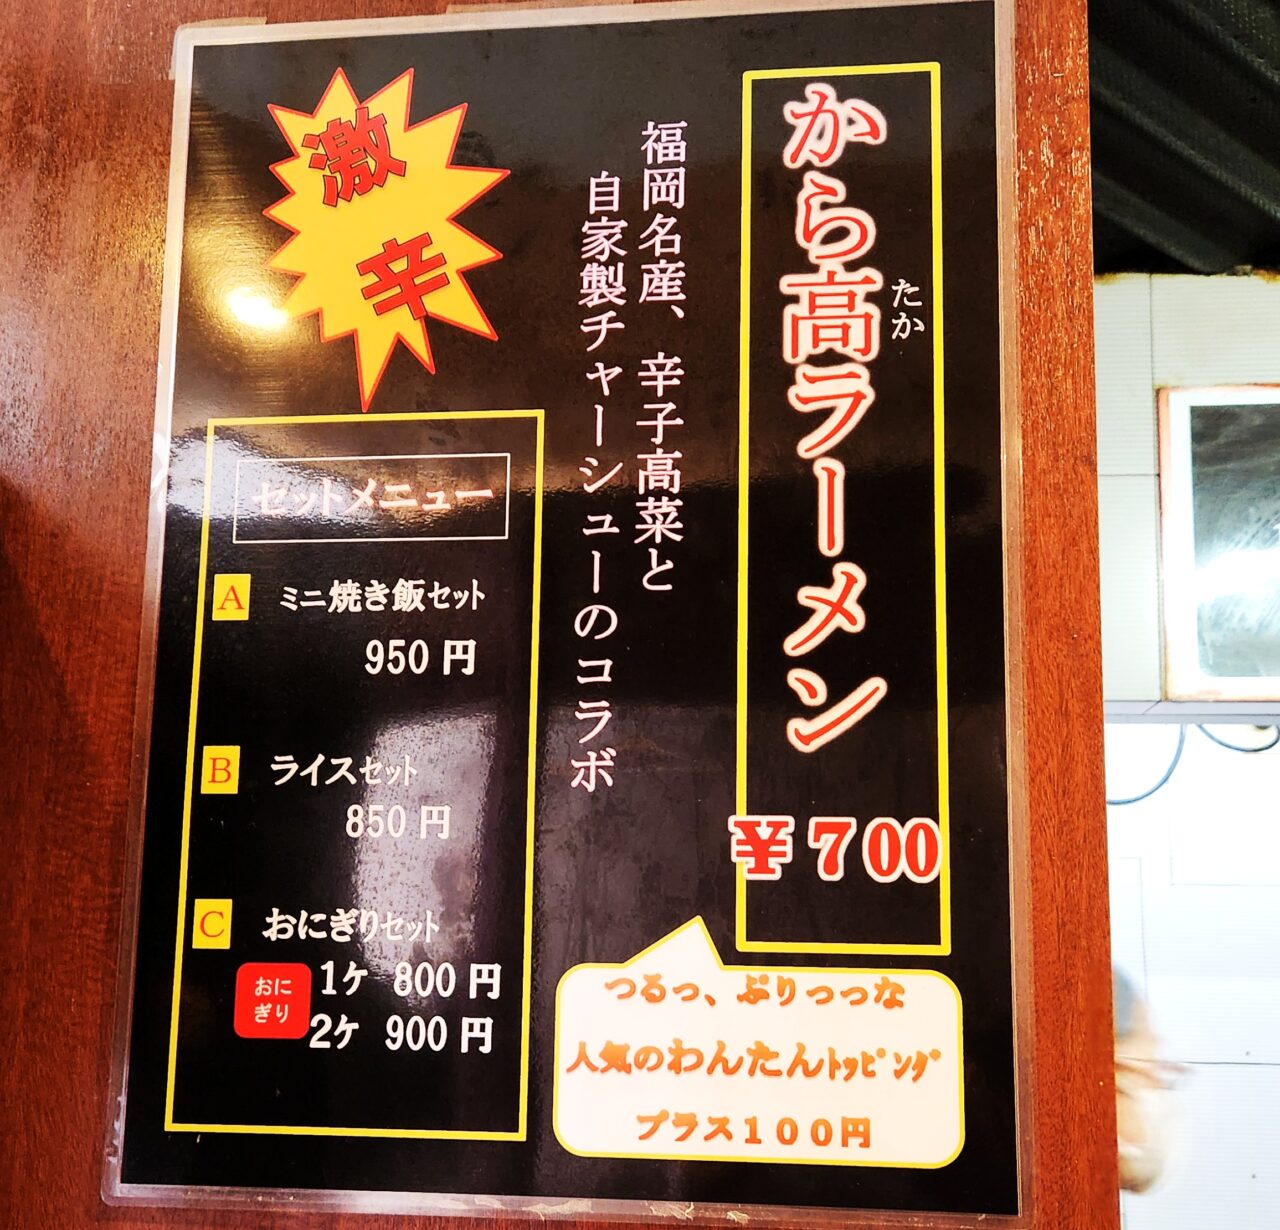 から高ラーメン
たか
¥700
福岡名産、辛子高菜と
自家製チャーシューのコラボ
激辛
セットメニュー
A ミニ焼き飯セット
950円
B ライスセット
850円
C おにぎりセット
おに
ぎり
1ケ 800円
2ケ 900円
つるっ、ぷりっっな
人気のわんたんﾄｯﾋﾟﾝｸﾞ
プラス１００円